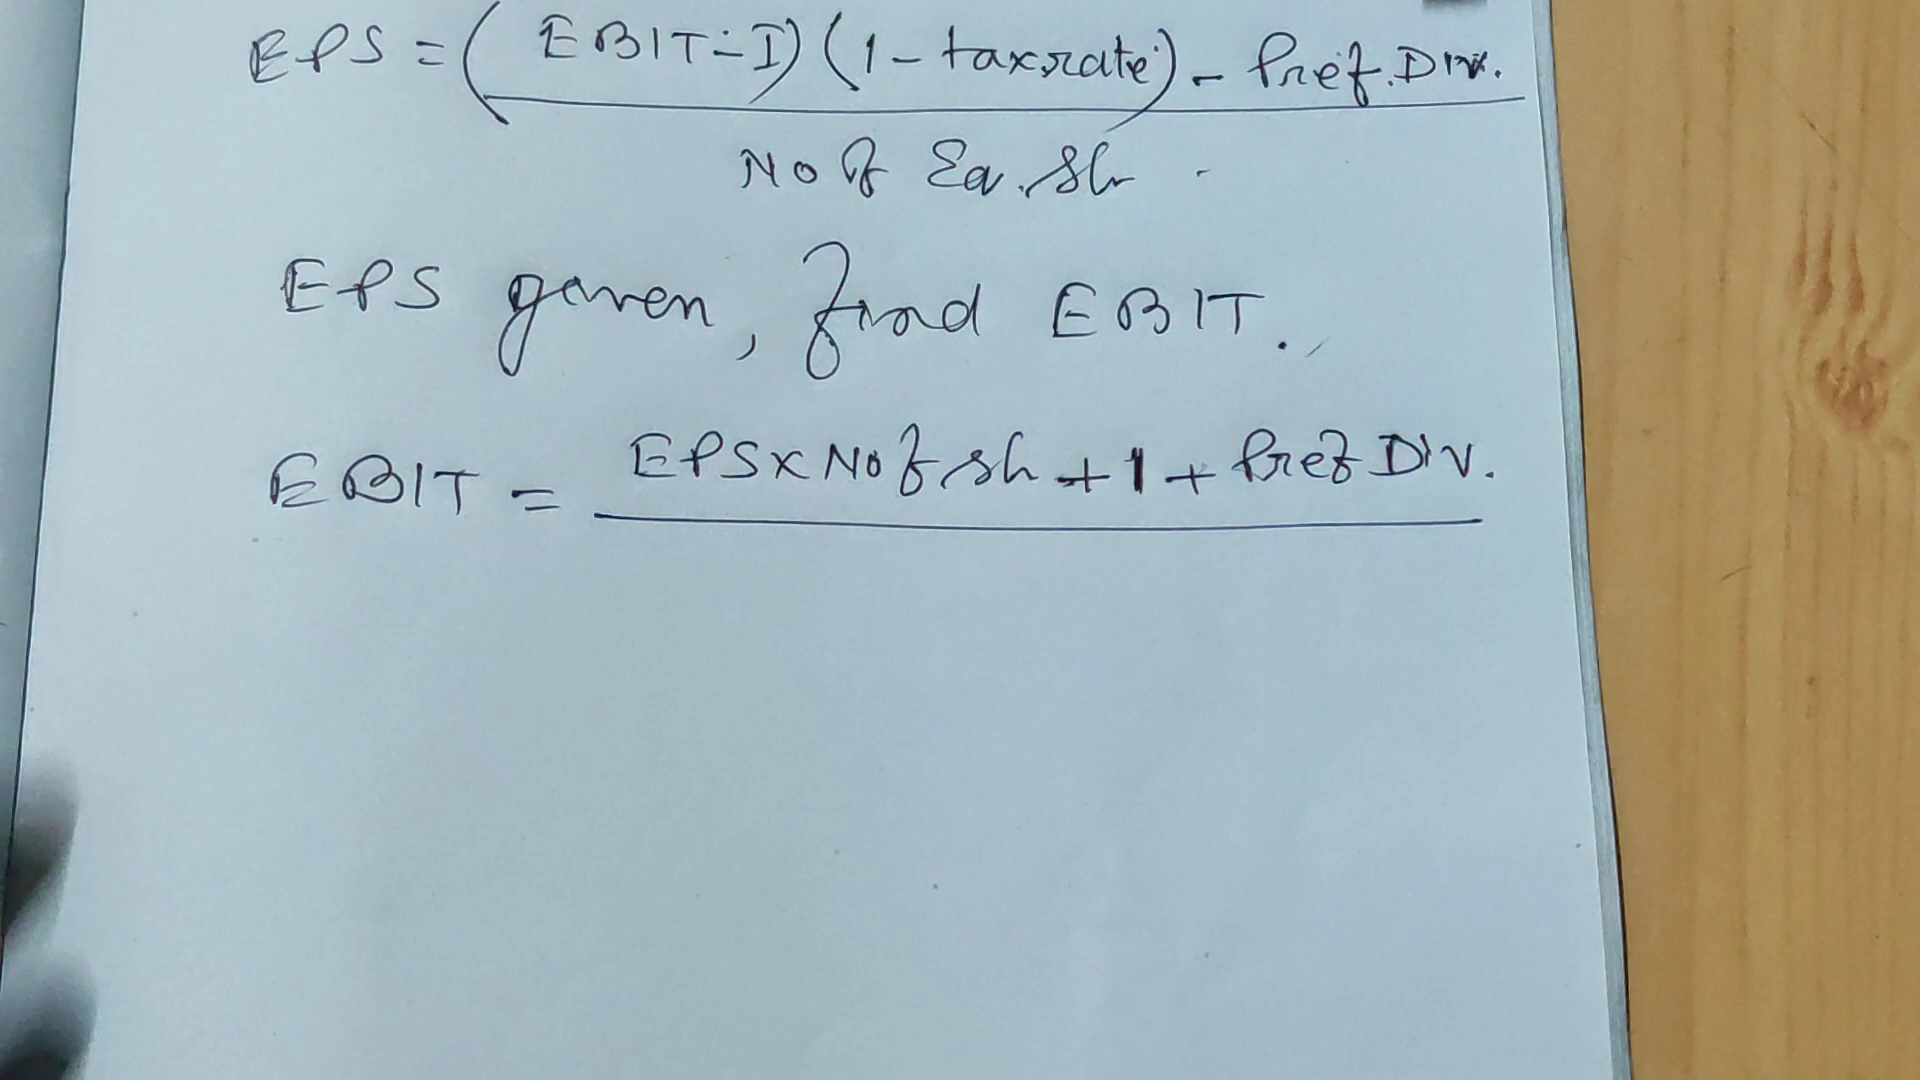 EPS = (EBIT - I) (1 - tax rate) - Pref. Div.
No of Eq. Sh
EPS given, find EBIT.
EBIT = EPS x No of sh + 1 + Pref Div.